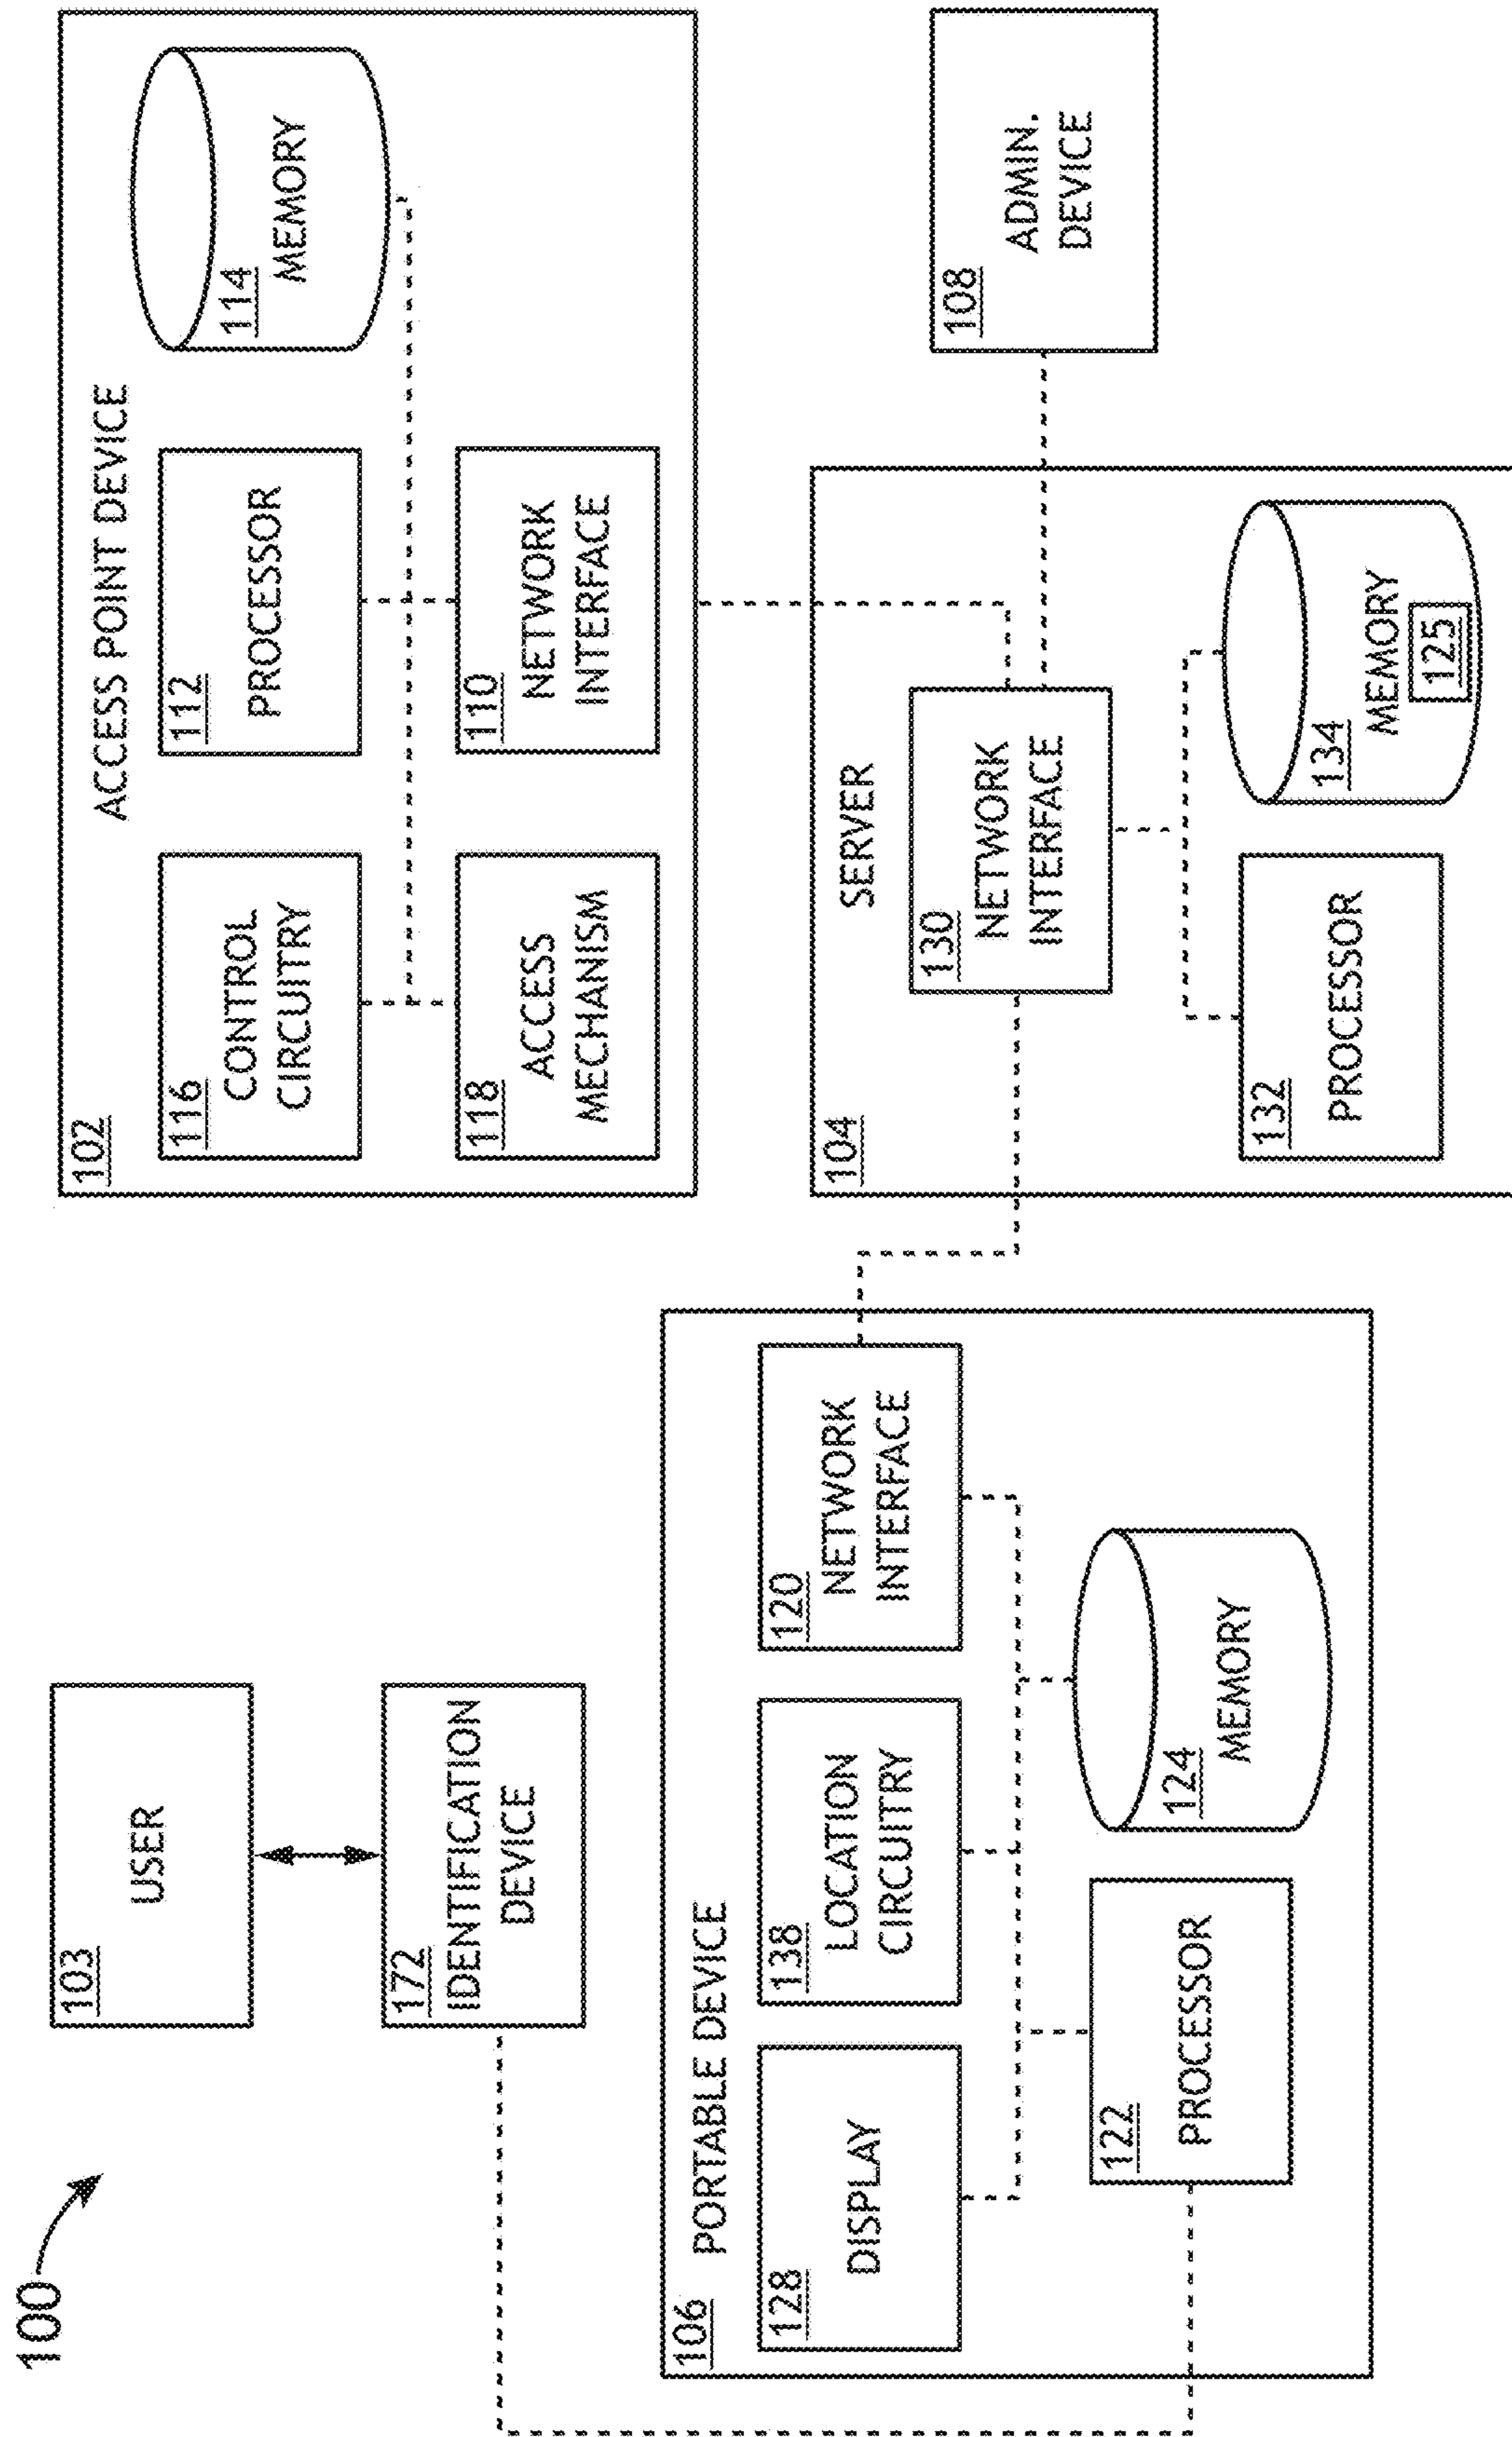 100
103
USER
172
IDENTIFICATION
DEVICE
106
PORTABLE DEVICE
128
DISPLAY
138
LOCATION
CIRCUITRY
120
NETWORK
INTERFACE
122
PROCESSOR
124
MEMORY
102
ACCESS POINT DEVICE
116
CONTROL
CIRCUITRY
112
PROCESSOR
114
MEMORY
118
ACCESS
MECHANISM
110
NETWORK
INTERFACE
104
SERVER
130
NETWORK
INTERFACE
132
PROCESSOR
134
MEMORY
125
108
ADMIN.
DEVICE